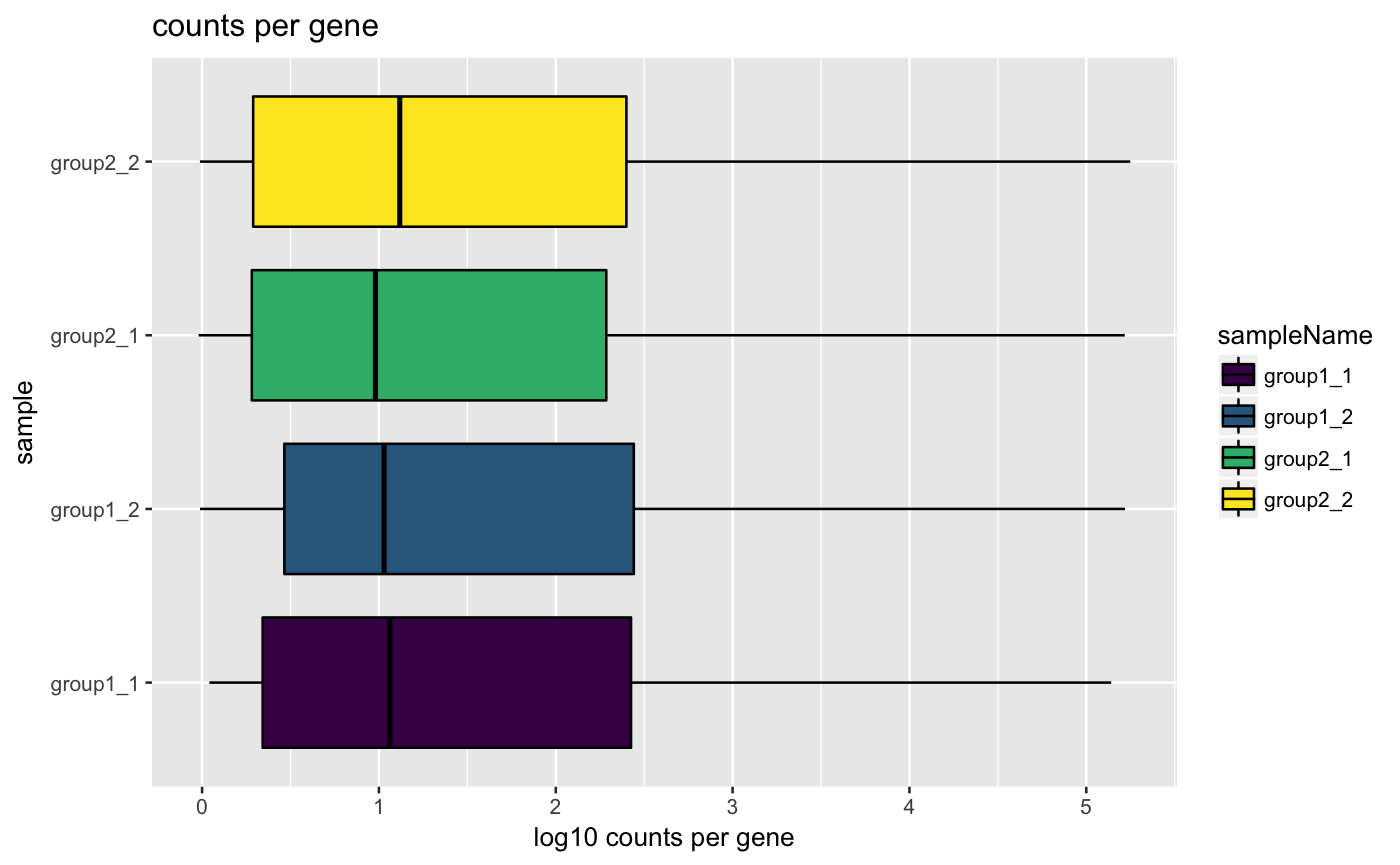 counts per gene
group2_2
group2_1
group1_2
group1_1
sample
0 1 2 3 4 5
log10 counts per gene
sampleName
group1_1
group1_2
group2_1
group2_2